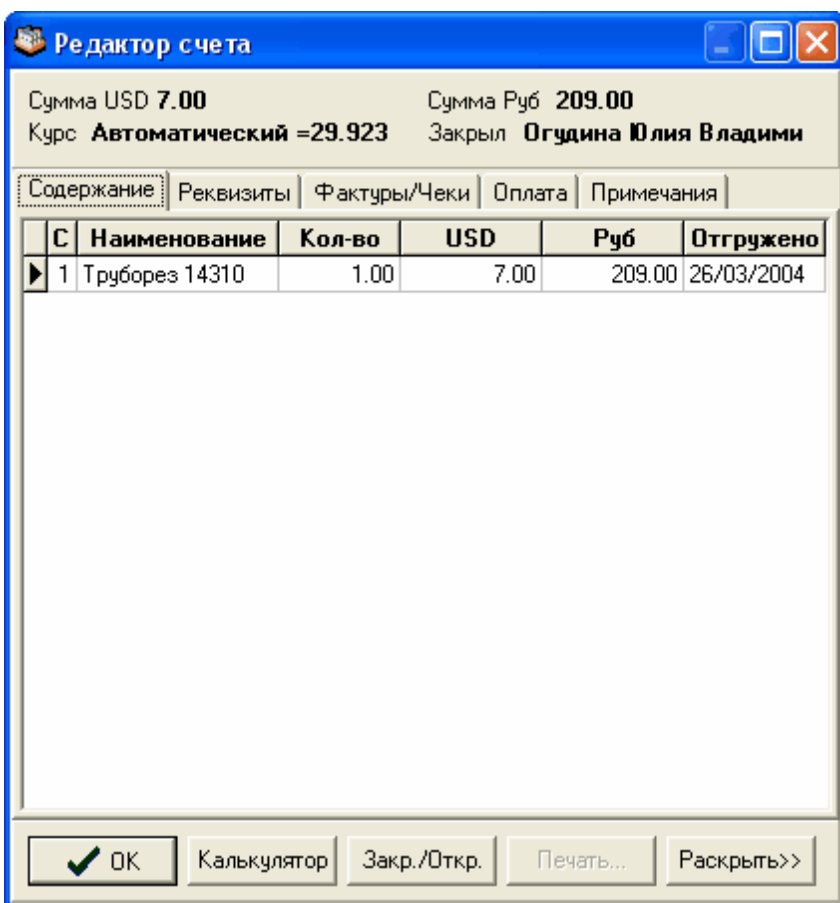 Редактор счета
Сумма USD 7.00 Сумма Руб 209.00
Курс Автоматический =29.923 Закрыл Огудина Юлия Владими
Содержание Реквизиты Фактуры/Чеки Оплата Примечания
С Наименование Кол-во USD Руб Отгружено
1 Труборез 14310 1.00 7.00 209.00 26/03/2004
OK Калькулятор Закр./Откр. Печать... Раскрыть>>